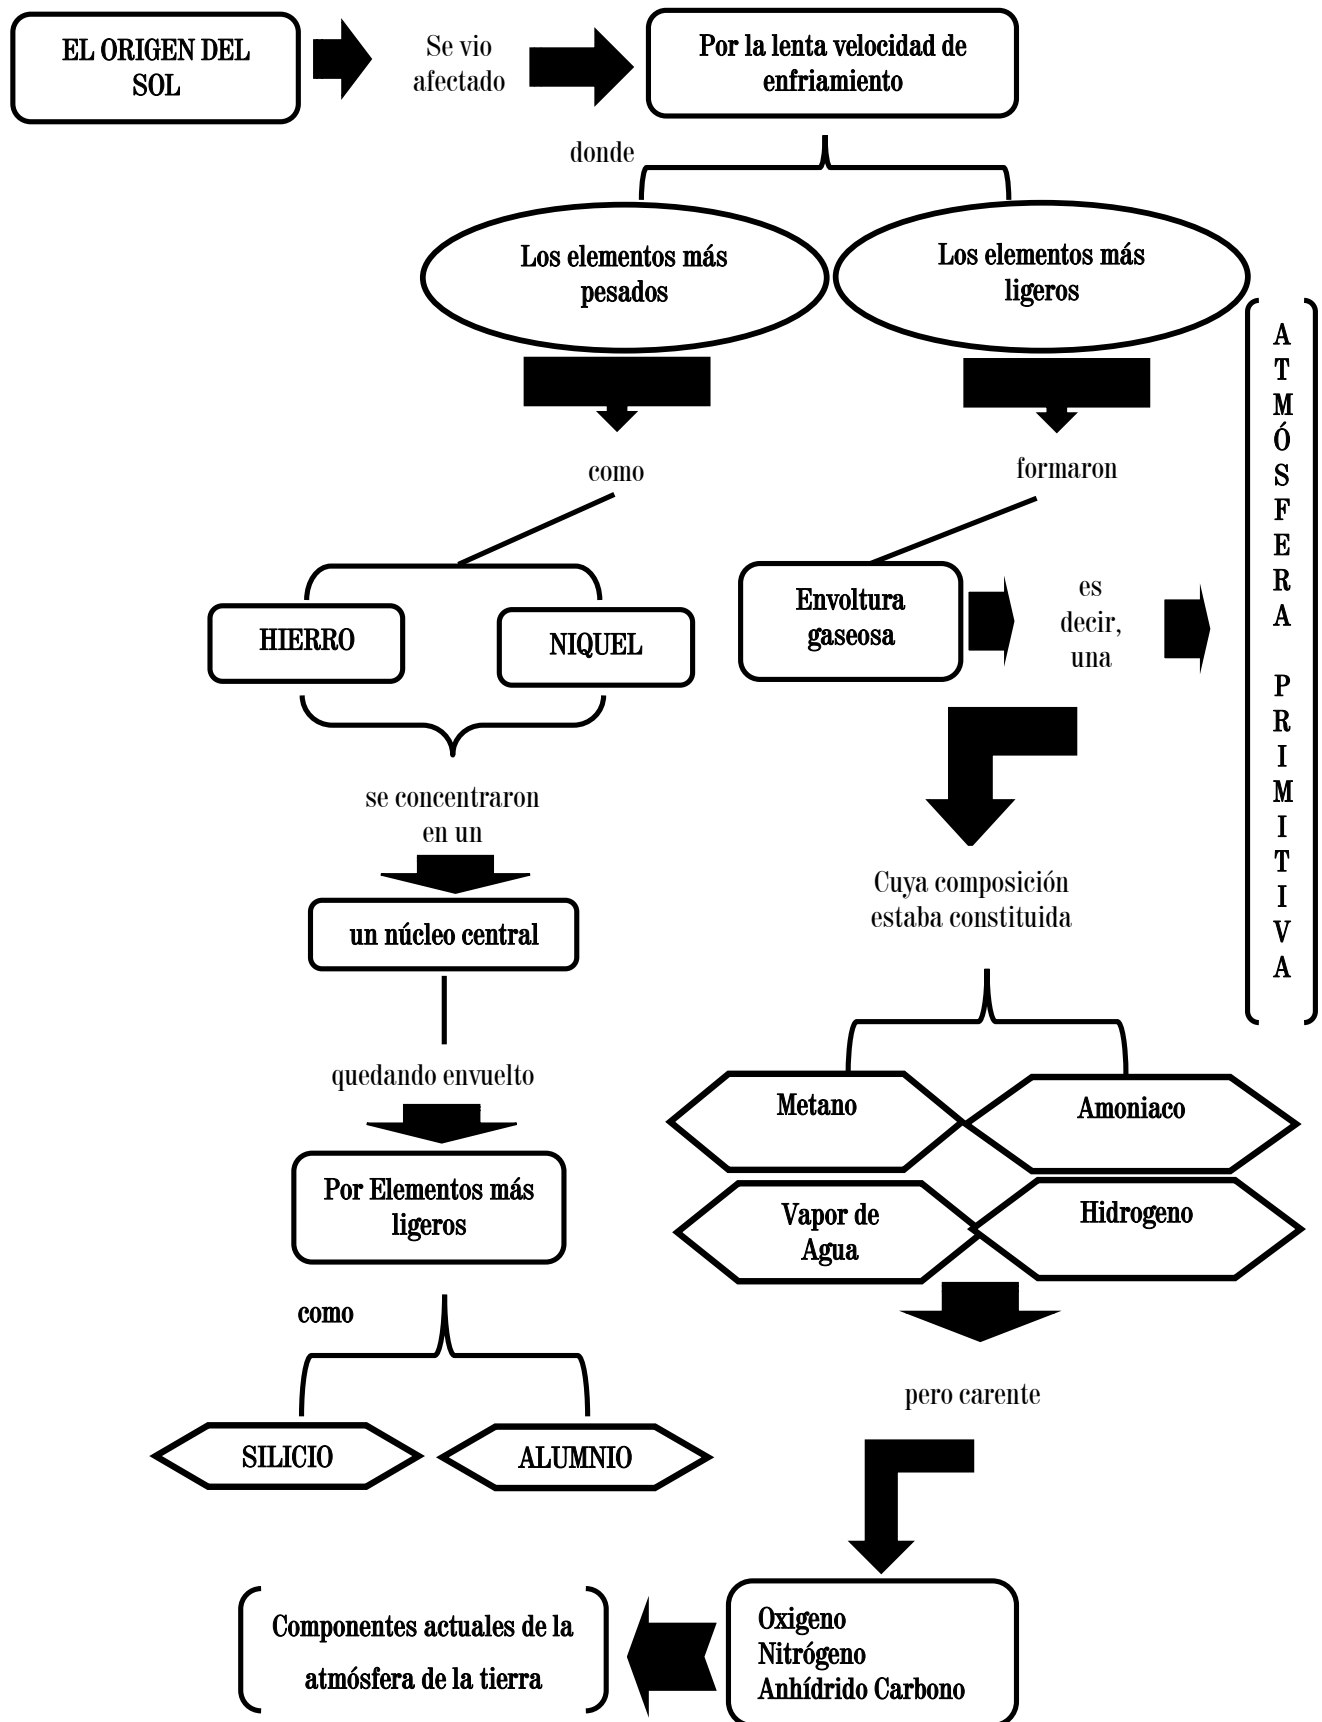 EL ORIGEN DEL
SOL
Se vio
afectado
Por la lenta velocidad de
enfriamiento
donde
Los elementos más
pesados
Los elementos más
ligeros
como
formaron
HIERRO
NIQUEL
Envoltura
gaseosa
es
decir,
una
A
T
M
Ó
S
F
E
R
A
P
R
I
M
I
T
I
V
A
se concentraron
en un
un núcleo central
quedando envuelto
Por Elementos más
ligeros
como
SILICIO
ALUMNIO
Cuya composición
estaba constituida
Metano
Amoniaco
Vapor de
Agua
Hidrogeno
pero carente
Oxigeno
Nitrógeno
Anhídrido Carbono
Componentes actuales de la
atmósfera de la tierra